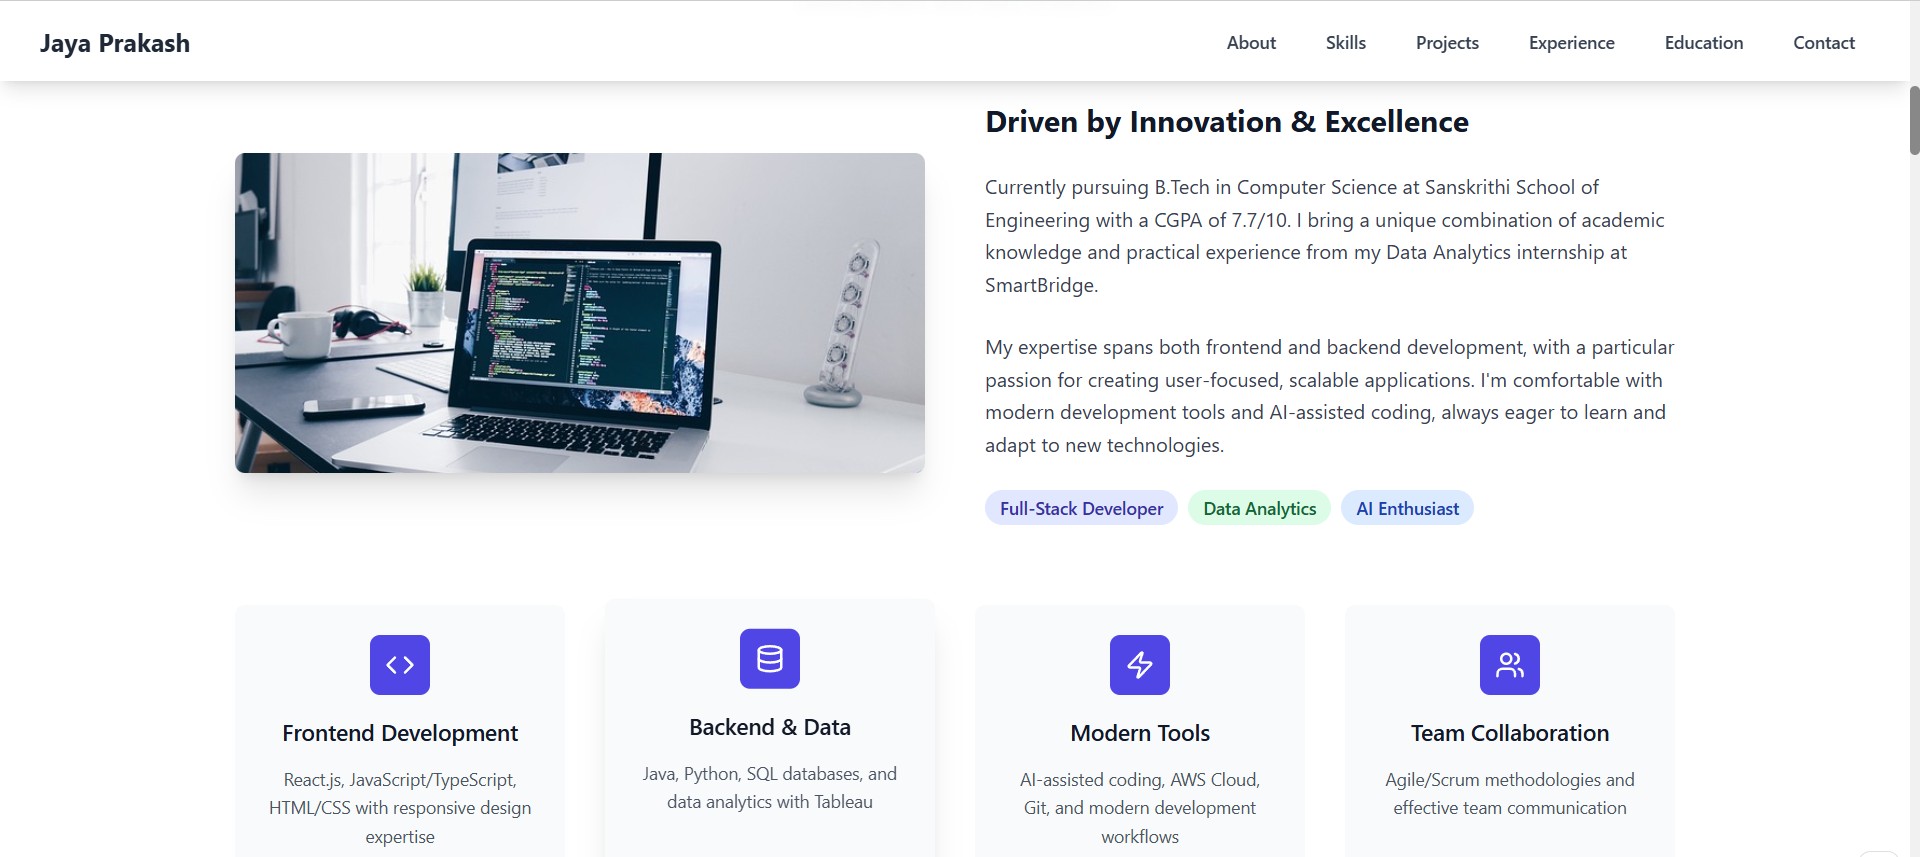 Jaya Prakash
About Skills Projects Experience Education Contact
Driven by Innovation & Excellence
Currently pursuing B.Tech in Computer Science at Sanskrithi School of
Engineering with a CGPA of 7.7/10. I bring a unique combination of academic
knowledge and practical experience from my Data Analytics internship at
SmartBridge.
My expertise spans both frontend and backend development, with a particular
passion for creating user-focused, scalable applications. I'm comfortable with
modern development tools and AI-assisted coding, always eager to learn and
adapt to new technologies.
Full-Stack Developer Data Analytics AI Enthusiast
Frontend Development
React.js, JavaScript/TypeScript,
HTML/CSS with responsive design
expertise
Backend & Data
Java, Python, SQL databases, and
data analytics with Tableau
Modern Tools
AI-assisted coding, AWS Cloud,
Git, and modern development
workflows
Team Collaboration
Agile/Scrum methodologies and
effective team communication